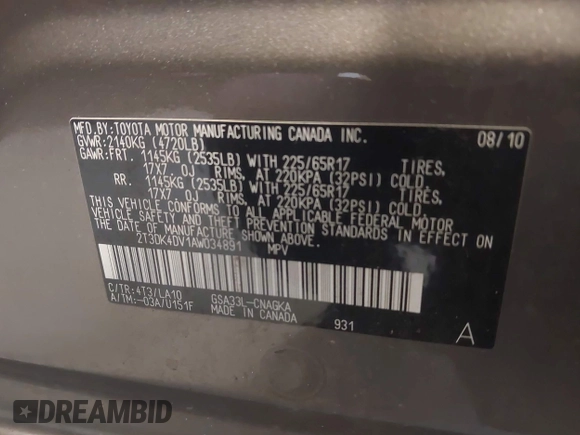 MFD.BY:TOYOTA MOTOR MANUFACTURING CANADA INC. 08/10
GVWR:2140KG (4720LB)
GAWR:FRT. 1145KG (2535LB) WITH 225/65R17 TIRES,
17X7.0J RIMS, AT 220KPA (32PSI) COLD.
RR. 1145KG (2535LB) WITH 225/65R17 TIRES,
17X7.0J RIMS, AT 220KPA (32PSI) COLD.
THIS VEHICLE CONFORMS TO ALL APPLICABLE FEDERAL MOTOR
VEHICLE SAFETY AND THEFT PREVENTION STANDARDS IN EFFECT ON
THE DATE OF MANUFACTURE SHOWN ABOVE.
2T3DK4DV1AW034891 MPV
C/TR:4T3/LA10 GSA33L-CNAGKA
A/TM:-03A/U151F MADE IN CANADA 931 A
DREAMBID